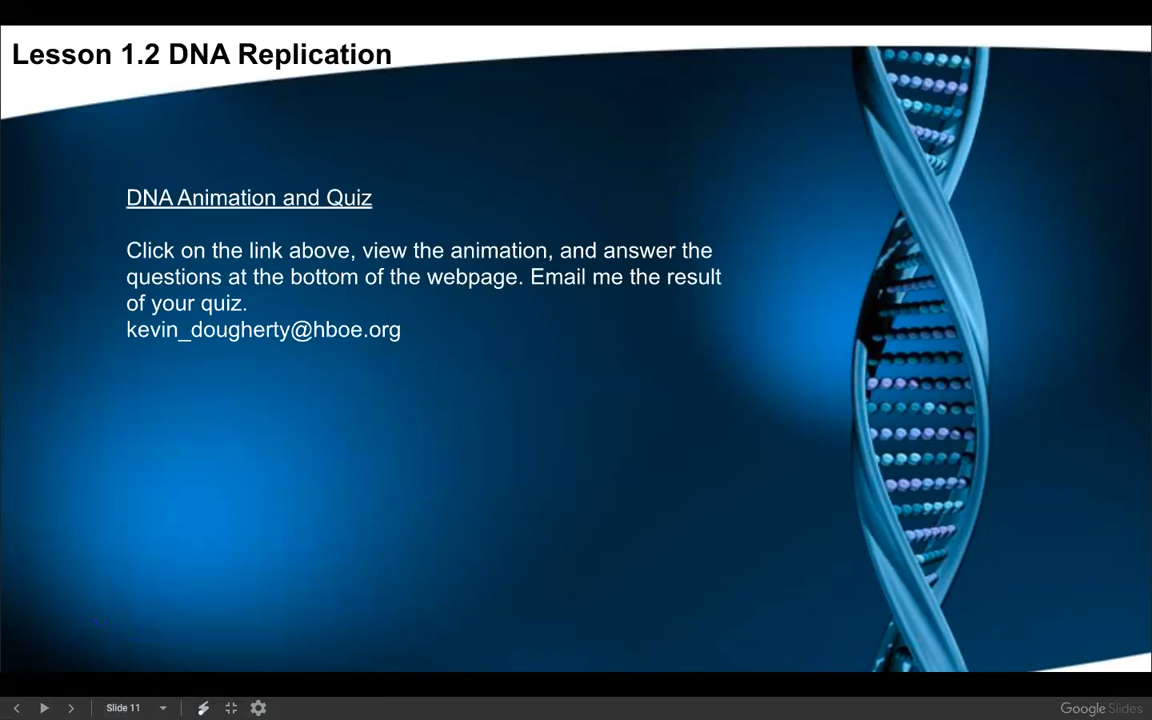 Lesson 1.2 DNA Replication
DNA Animation and Quiz
Click on the link above, view the animation, and answer the
questions at the bottom of the webpage. Email me the result
of your quiz.
kevin_dougherty@hboe.org
Slide 11
Google Slides